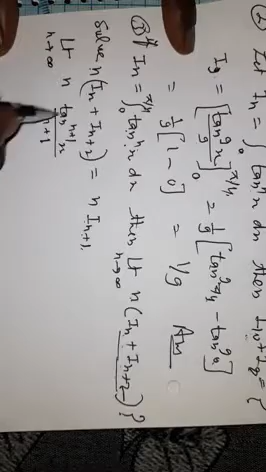 (2) Let In = ∫₀^π/4 tanⁿx dx then I₁₀ + I₈ = ?
I₉ = [tan⁹x / 9]₀^π/4 = 1/9 [tan⁹π/4 - tan⁹0]
= 1/9 [1 - 0] = 1/9 Ans
(3) If In = ∫₀^π/4 tanⁿx dx then Lt n→∞ n (In + In+2) ?
Solve, n (In + In+2) = n In+1
Lt n→∞ n tanⁿ⁺¹x / n+1